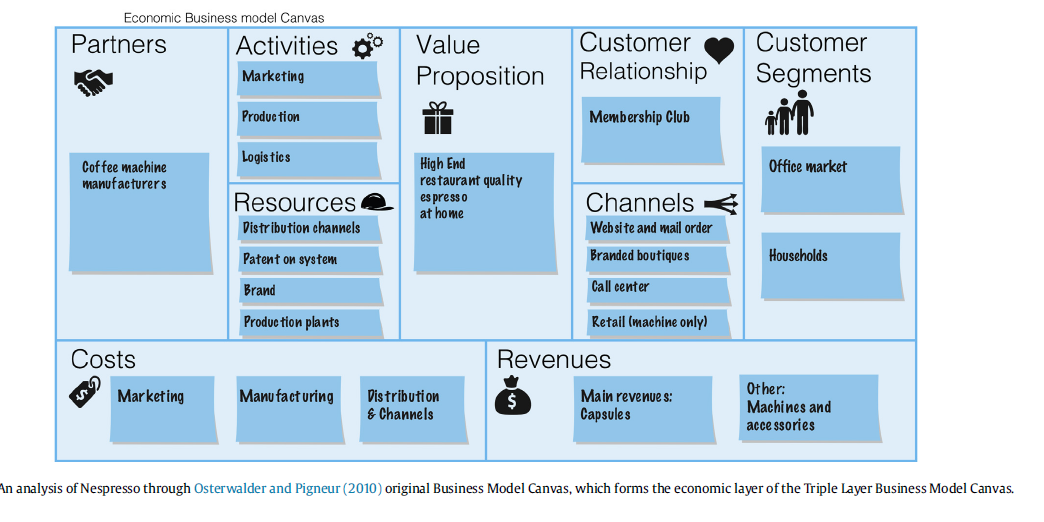 Economic Business model Canvas
Partners
Coffee machine
manufacturers
Activities
Marketing
Production
Logistics
Resources
Distribution channels
Patent on system
Brand
Production plants
Value
Proposition
High End
restaurant quality
espresso
at home
Customer
Relationship
Membership Club
Channels
Website and mail order
Branded boutiques
Call center
Retail (machine only)
Customer
Segments
Office market
Households
Costs
$
Marketing
Manufacturing
Distribution
& Channels
Revenues
$
Main revenues:
Capsules
Other:
Machines and
accessories
An analysis of Nespresso through Osterwalder and Pigneur (2010) original Business Model Canvas, which forms the economic layer of the Triple Layer Business Model Canvas.